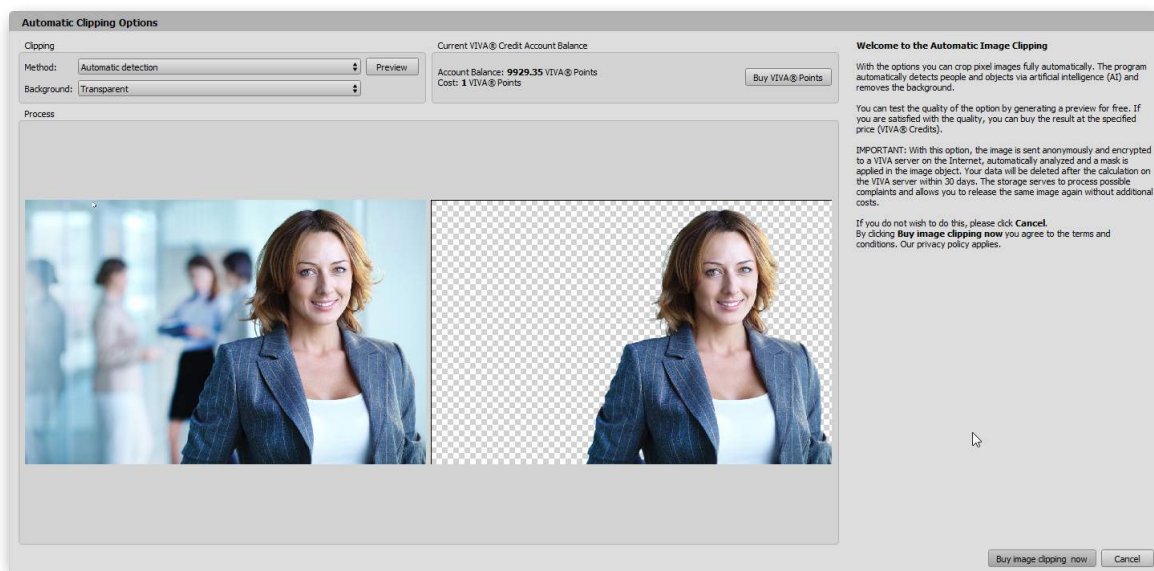 Automatic Clipping Options
Clipping
Method: Automatic detection Preview
Background: Transparent
Current VIVA® Credit Account Balance
Account Balance: 9929.35 VIVA® Points
Cost: 1 VIVA® Points
Buy VIVA® Points
Process
Welcome to the Automatic Image Clipping
With the options you can crop pixel images fully automatically. The program
automatically detects people and objects via artificial intelligence (AI) and
removes the background.
You can test the quality of the option by generating a preview for free. If
you are satisfied with the quality, you can buy the result at the specified
price (VIVA® Credits).
IMPORTANT: With this option, the image is sent anonymously and encrypted
to a VIVA server on the Internet, automatically analyzed and a mask is
applied in the image object. Your data will be deleted after the calculation on
the VIVA server within 30 days. The storage serves to process possible
complaints and allows you to release the same image again without additional
costs.
If you do not wish to do this, please click Cancel.
By clicking Buy image clipping now you agree to the terms and
conditions. Our privacy policy applies.
Buy image clipping now Cancel